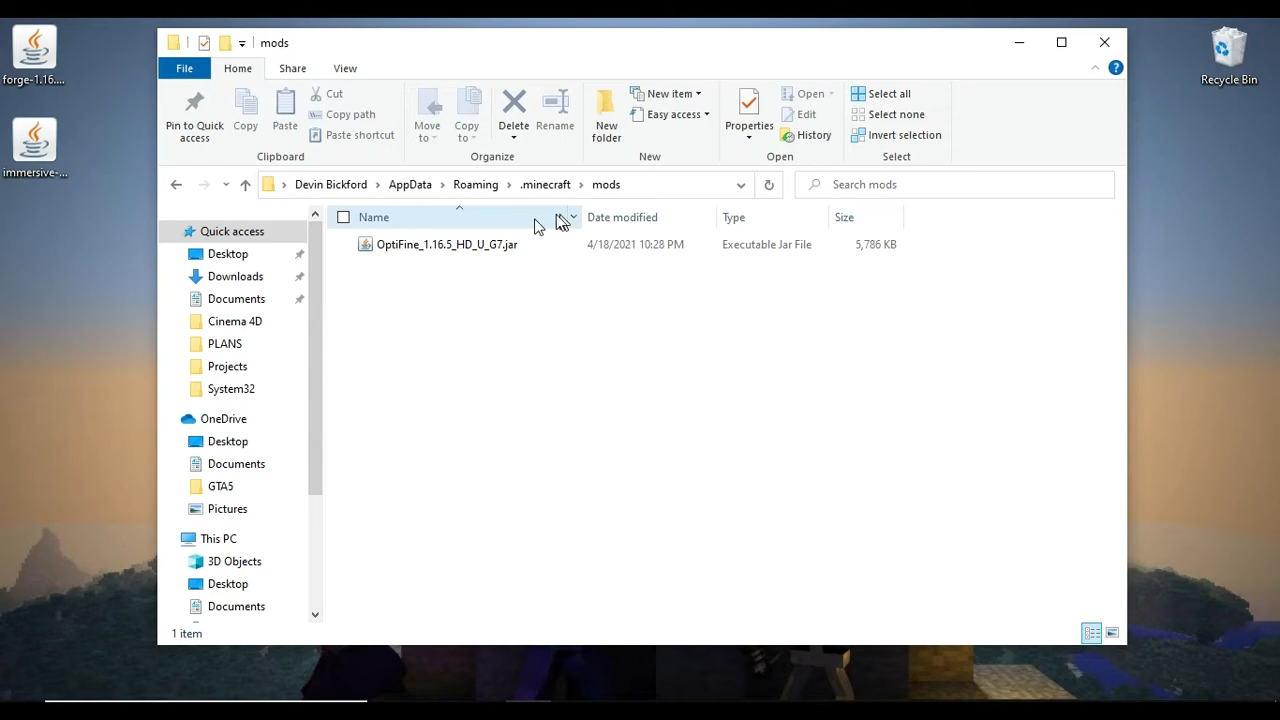 forge-1.16....
immersive-...
Recycle Bin
mods
File
Home
Share
View
Pin to Quick access
Copy
Paste
Cut
Copy path
Paste shortcut
Clipboard
Move to
Copy to
Delete
Rename
Organize
New folder
New item
Easy access
New
Properties
Open
Edit
History
Open
Select all
Select none
Invert selection
Select
Devin Bickford > AppData > Roaming > .minecraft > mods
Search mods
Name
Date modified
Type
Size
OptiFine_1.16.5_HD_U_G7.jar
4/18/2021 10:28 PM
Executable Jar File
5,786 KB
Quick access
Desktop
Downloads
Documents
Cinema 4D
PLANS
Projects
System32
OneDrive
Desktop
Documents
GTA5
Pictures
This PC
3D Objects
Desktop
Documents
1 item